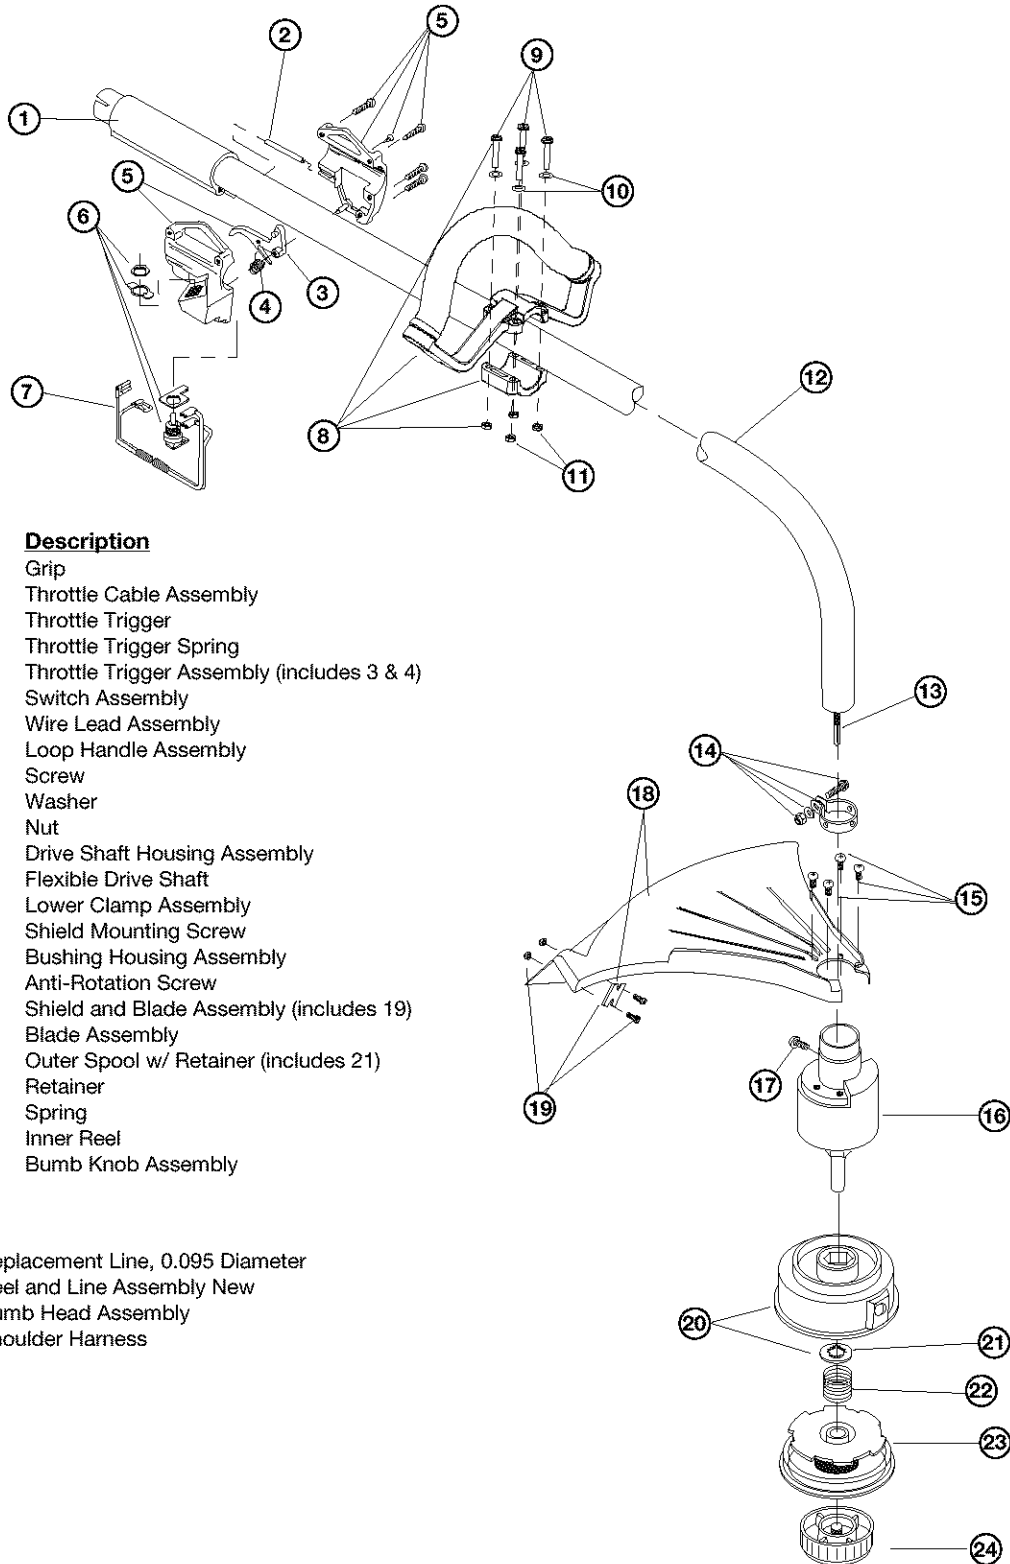 2
5
9
1
5
10
6
4
3
7
12
8
11
Description
Grip
Throttle Cable Assembly
Throttle Trigger
Throttle Trigger Spring
Throttle Trigger Assembly (includes 3 & 4)
Switch Assembly
Wire Lead Assembly
Loop Handle Assembly
Screw
Washer
Nut
Drive Shaft Housing Assembly
Flexible Drive Shaft
Lower Clamp Assembly
Shield Mounting Screw
Bushing Housing Assembly
Anti-Rotation Screw
Shield and Blade Assembly (includes 19)
Blade Assembly
Outer Spool w/ Retainer (includes 21)
Retainer
Spring
Inner Reel
Bumb Knob Assembly
13
14
18
15
17
19
16
eplacement Line, 0.095 Diameter
eel and Line Assembly New
umb Head Assembly
houlder Harness
20
21
22
23
24